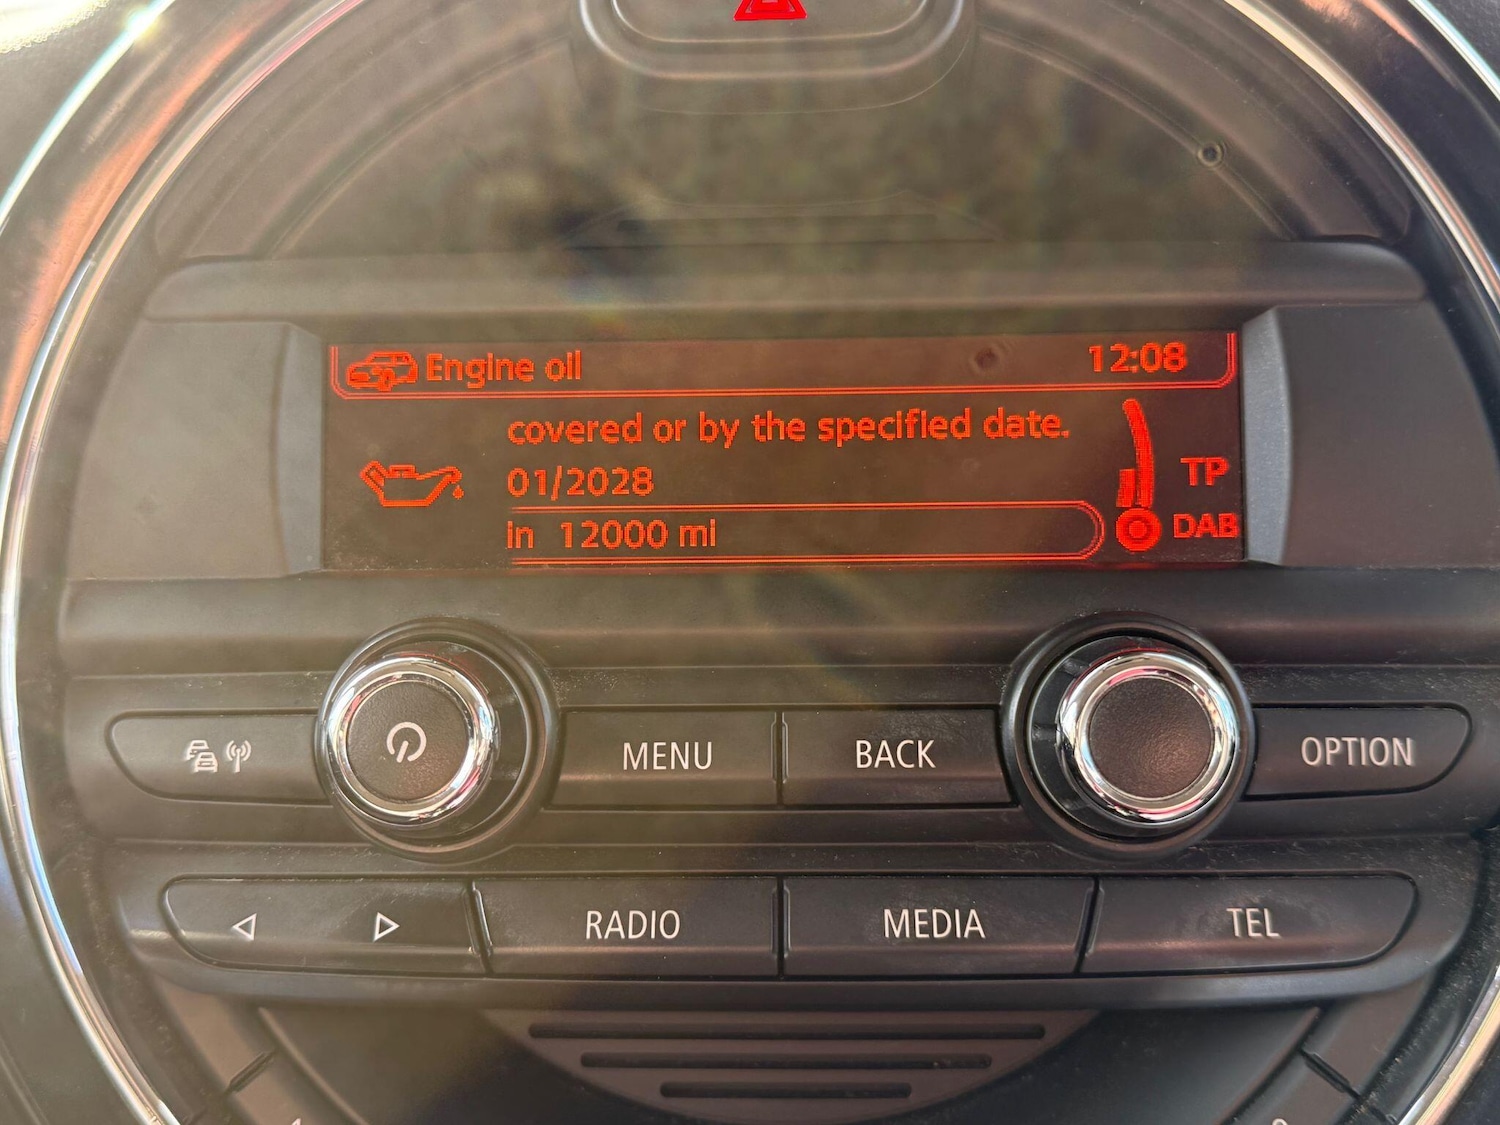 Engine oil 12:08
covered or by the specified date.
01/2028 TP
in 12000 mi DAB
MENU BACK OPTION
RADIO MEDIA TEL